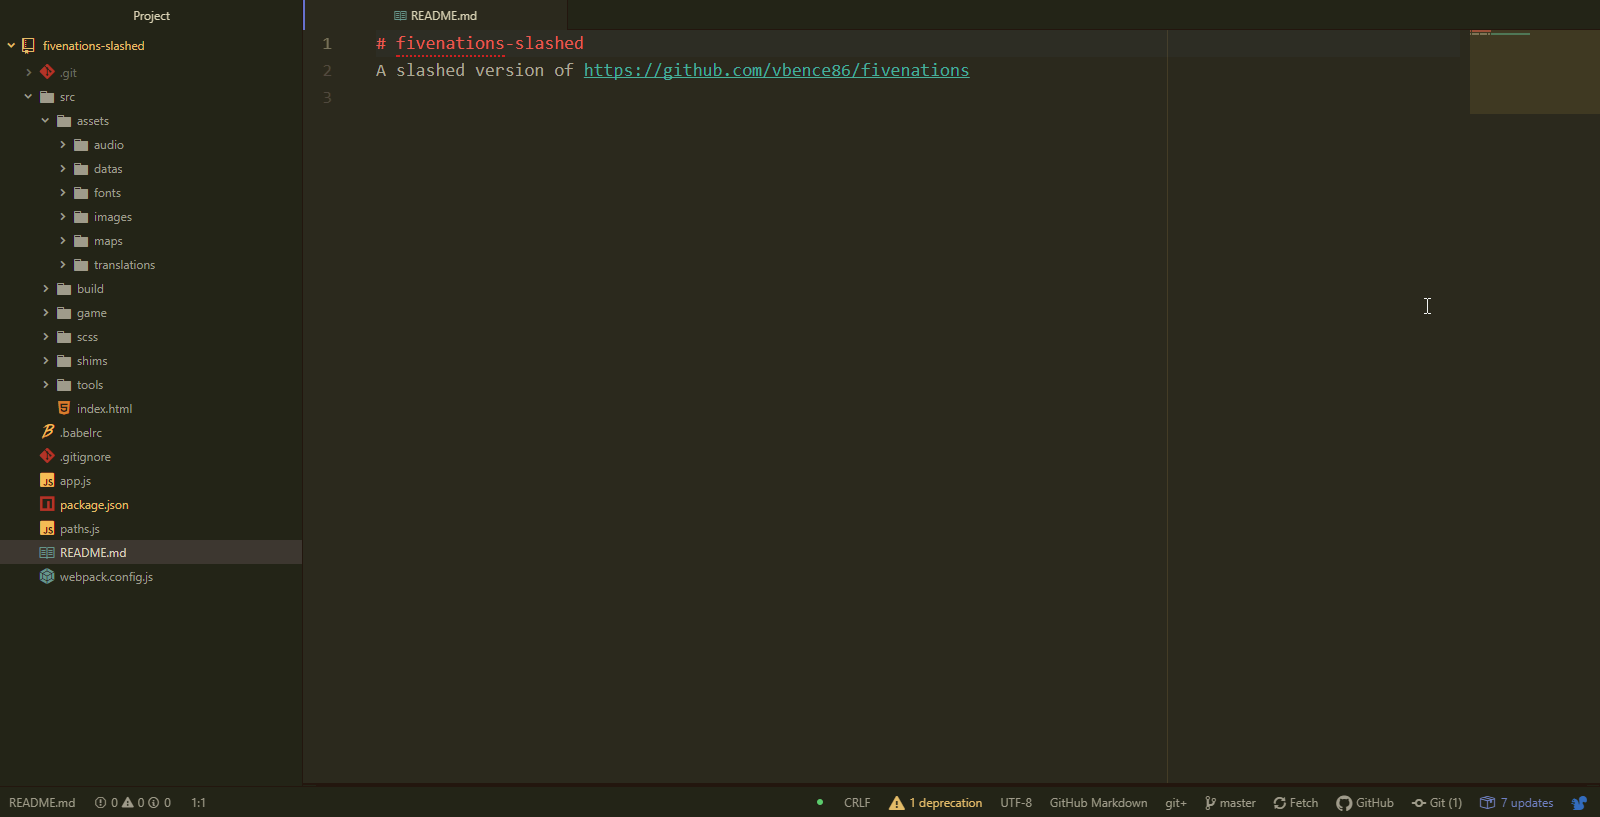 Project
fivenations-slashed
.git
src
assets
audio
datas
fonts
images
maps
translations
build
game
scss
shims
tools
index.html
.babelrc
.gitignore
app.js
package.json
paths.js
README.md
webpack.config.js
README.md
1 # fivenations-slashed
2 A slashed version of https://github.com/vbence86/fivenations
3
README.md 0 0 0 1:1 CRLF 1 deprecation UTF-8 GitHub Markdown git+ master Fetch GitHub Git (1) 7 updates